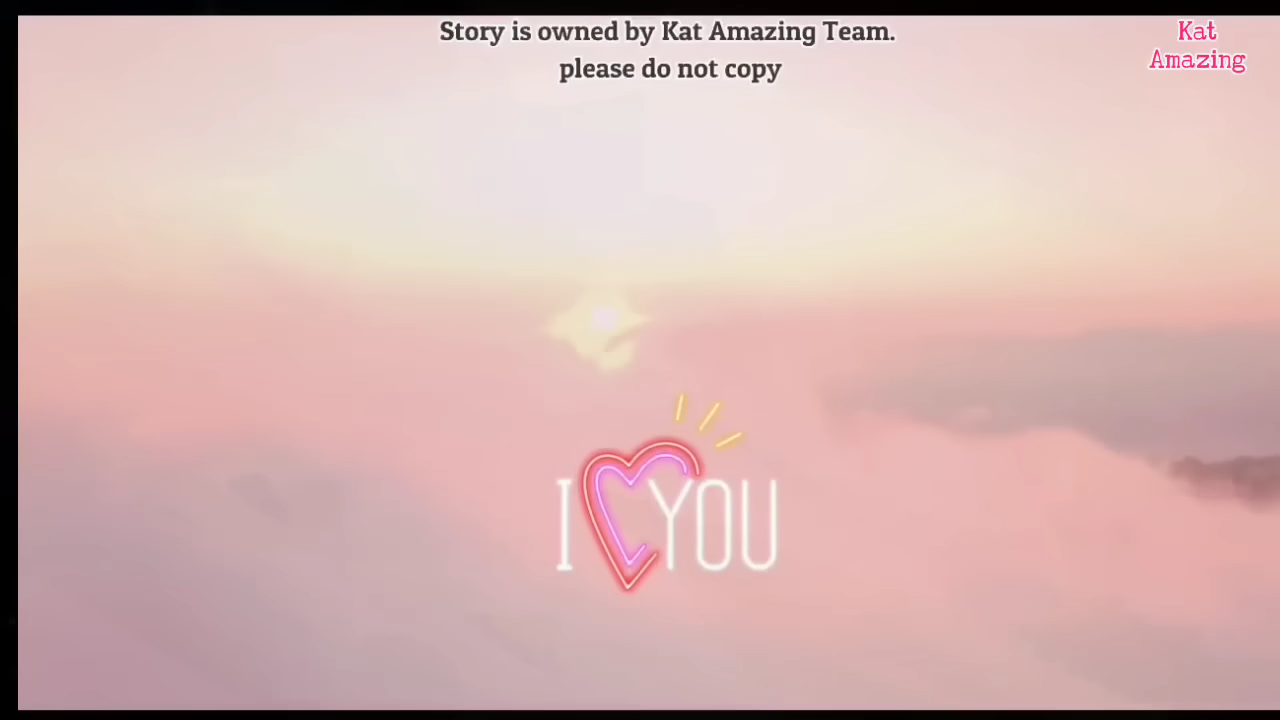 Story is owned by Kat Amazing Team.
please do not copy
Kat
Amazing
I YOU